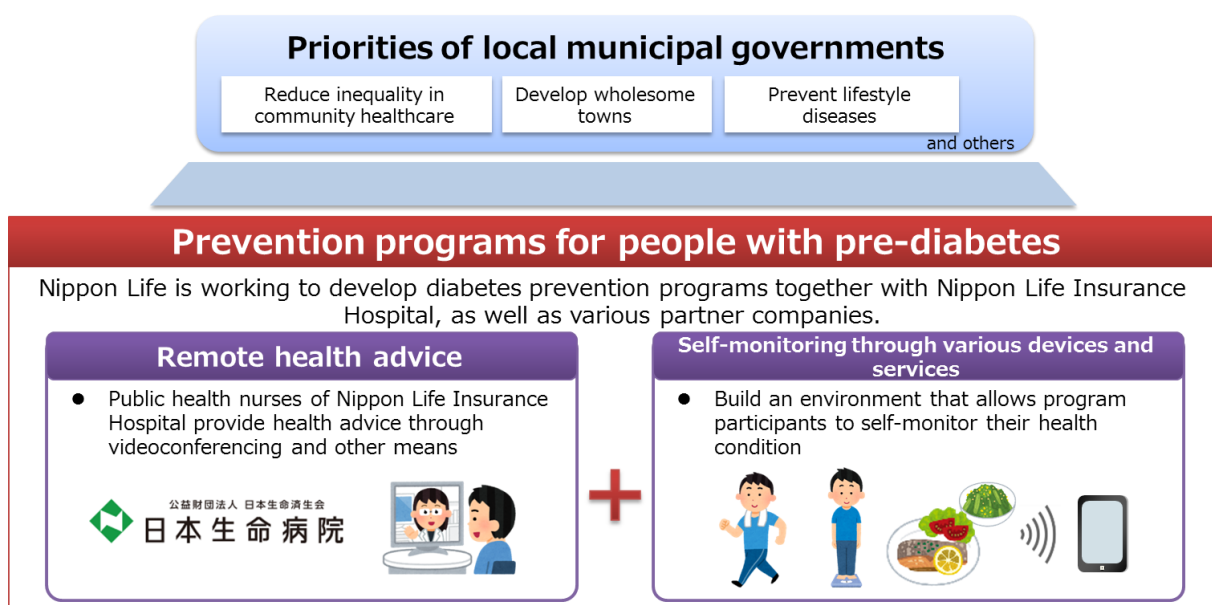 Priorities of local municipal governments
Reduce inequality in
community healthcare
Develop wholesome
towns
Prevent lifestyle
diseases
and others
Prevention programs for people with pre-diabetes
Nippon Life is working to develop diabetes prevention programs together with Nippon Life Insurance
Hospital, as well as various partner companies.
Remote health advice
● Public health nurses of Nippon Life Insurance
Hospital provide health advice through
videoconferencing and other means
公益財団法人 日本生命済生会
日本生命病院
+
Self-monitoring through various devices and
services
● Build an environment that allows program
participants to self-monitor their health
condition